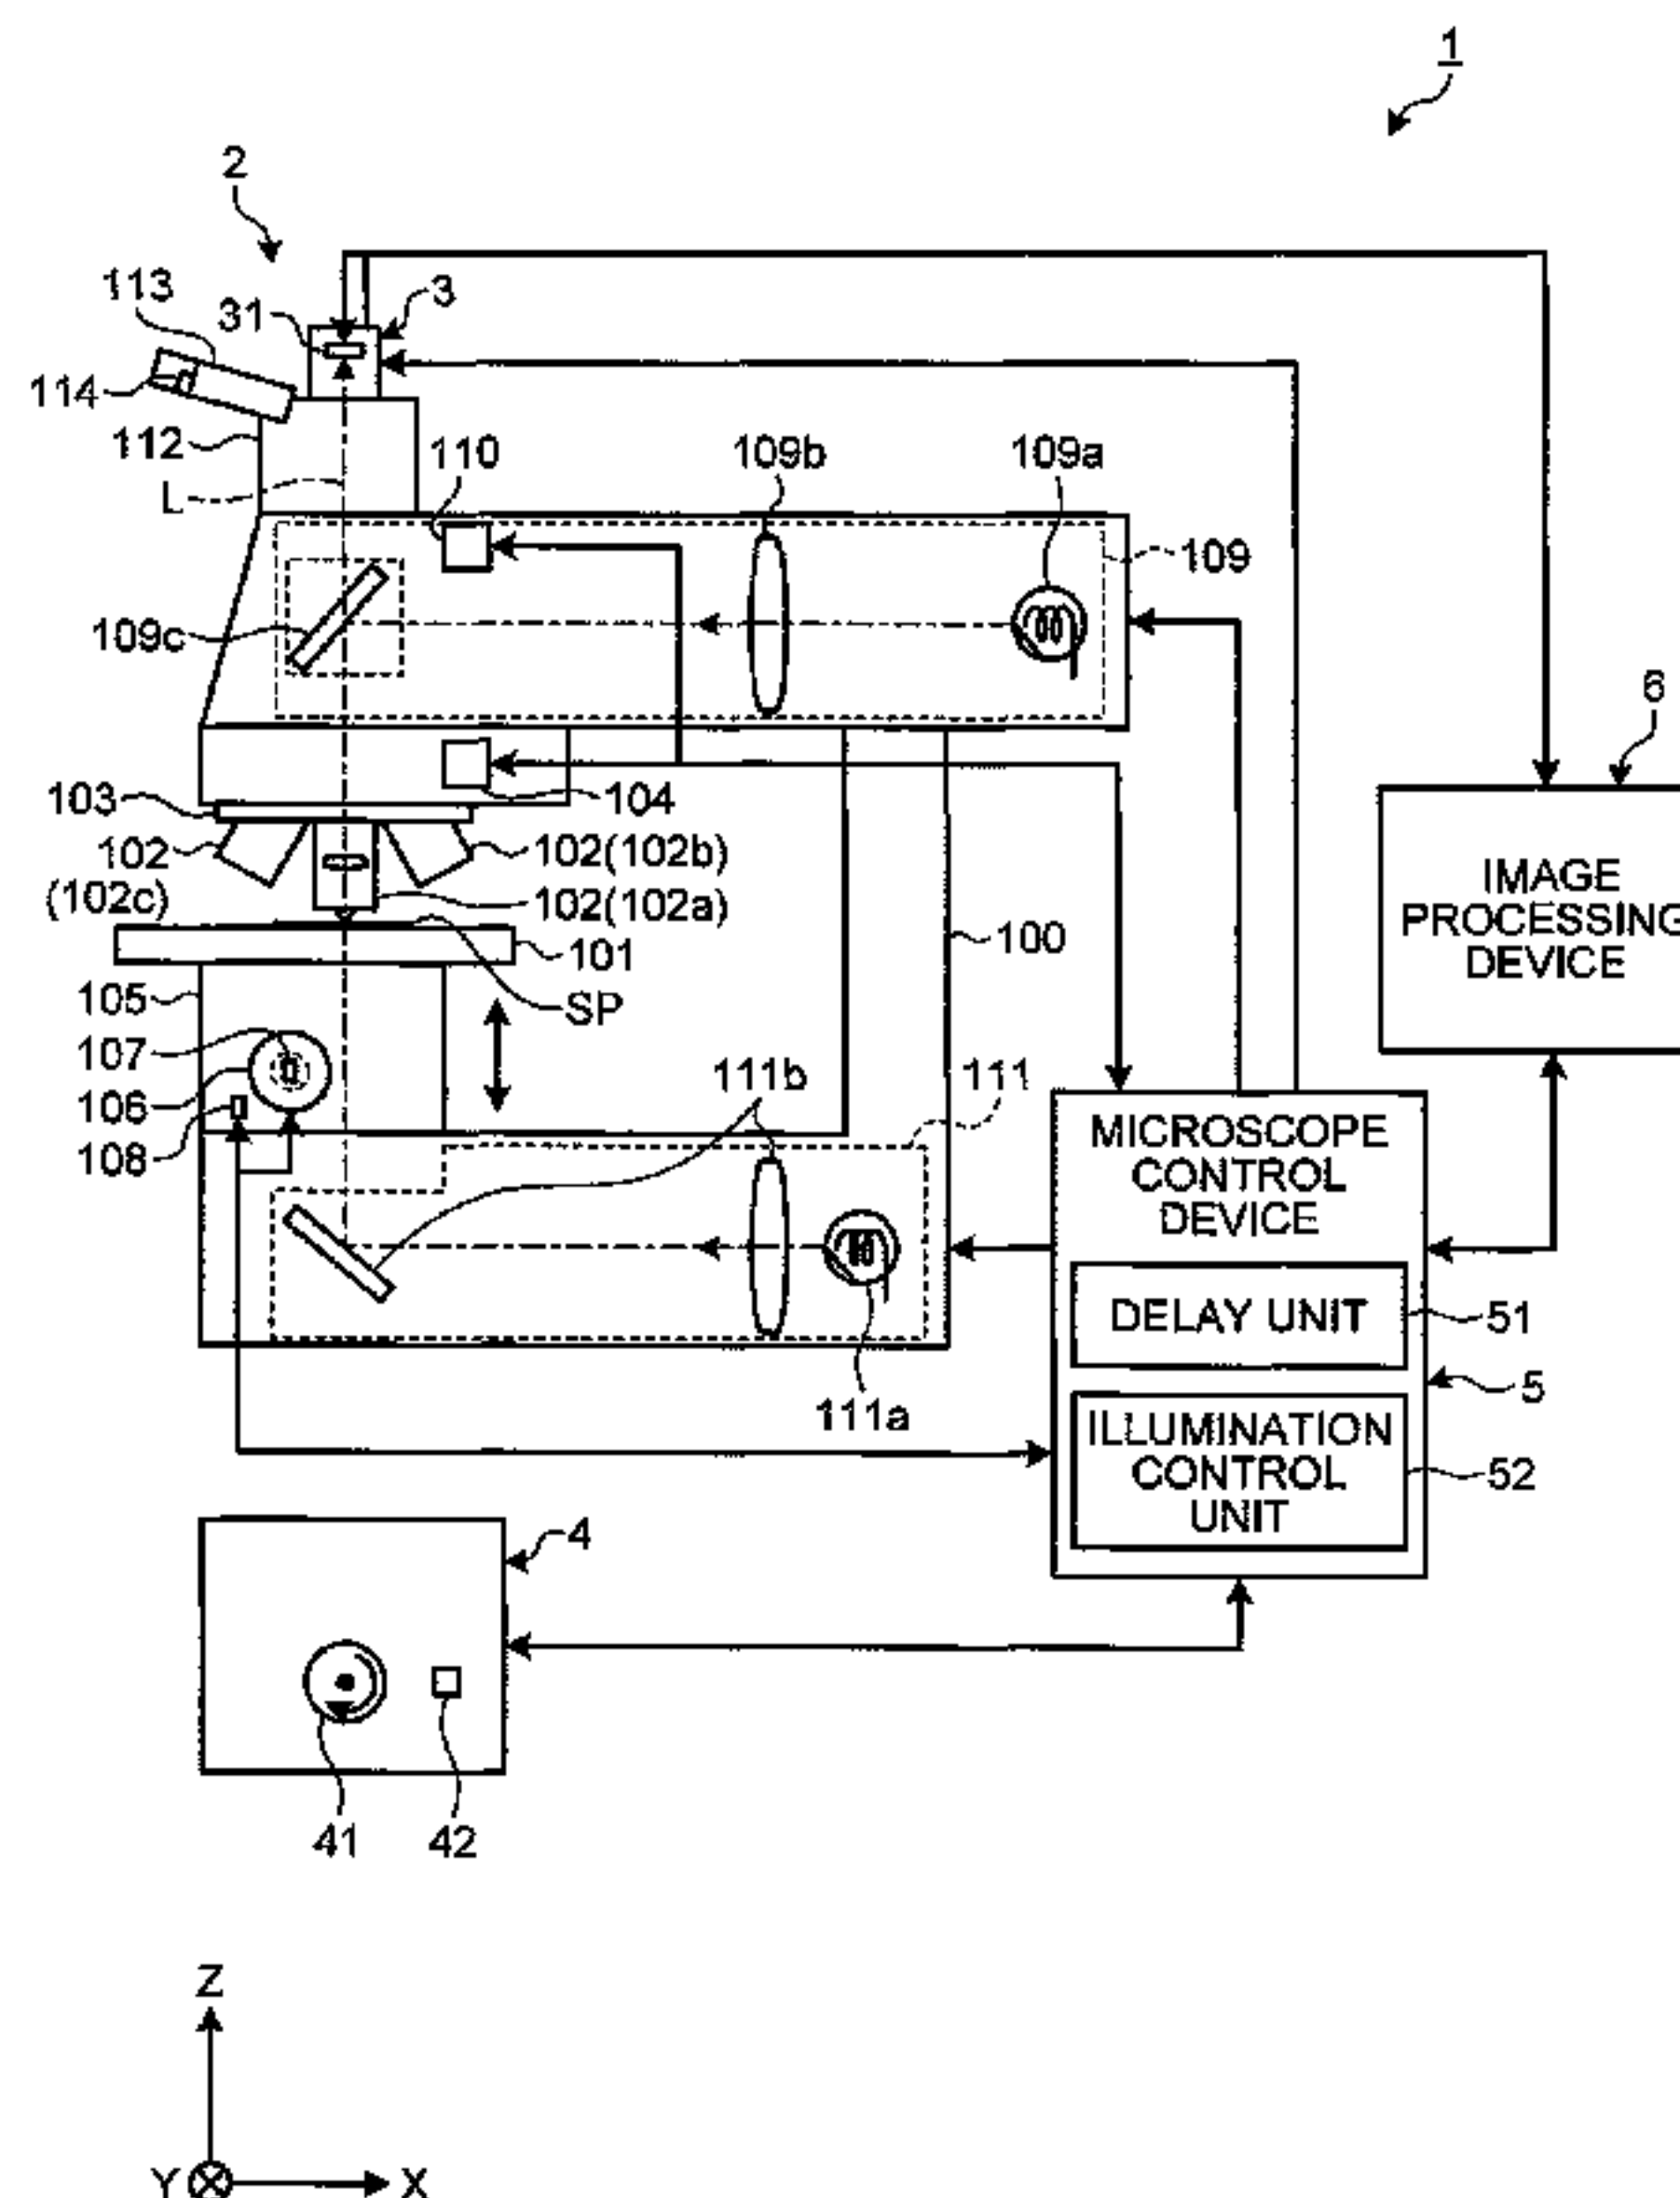 1
2
113
31
3
114
112
110
109b
109a
L
109
109c
6
103
104
102
(102c)
102(102b)
102(102a)
IMAGE
PROCESSING
DEVICE
101
100
105
SP
107
111b
111
106
108
MICROSCOPE
CONTROL
DEVICE
DELAY UNIT
51
5
111a
ILLUMINATION
CONTROL
UNIT
52
4
41
42
Z
Y
X